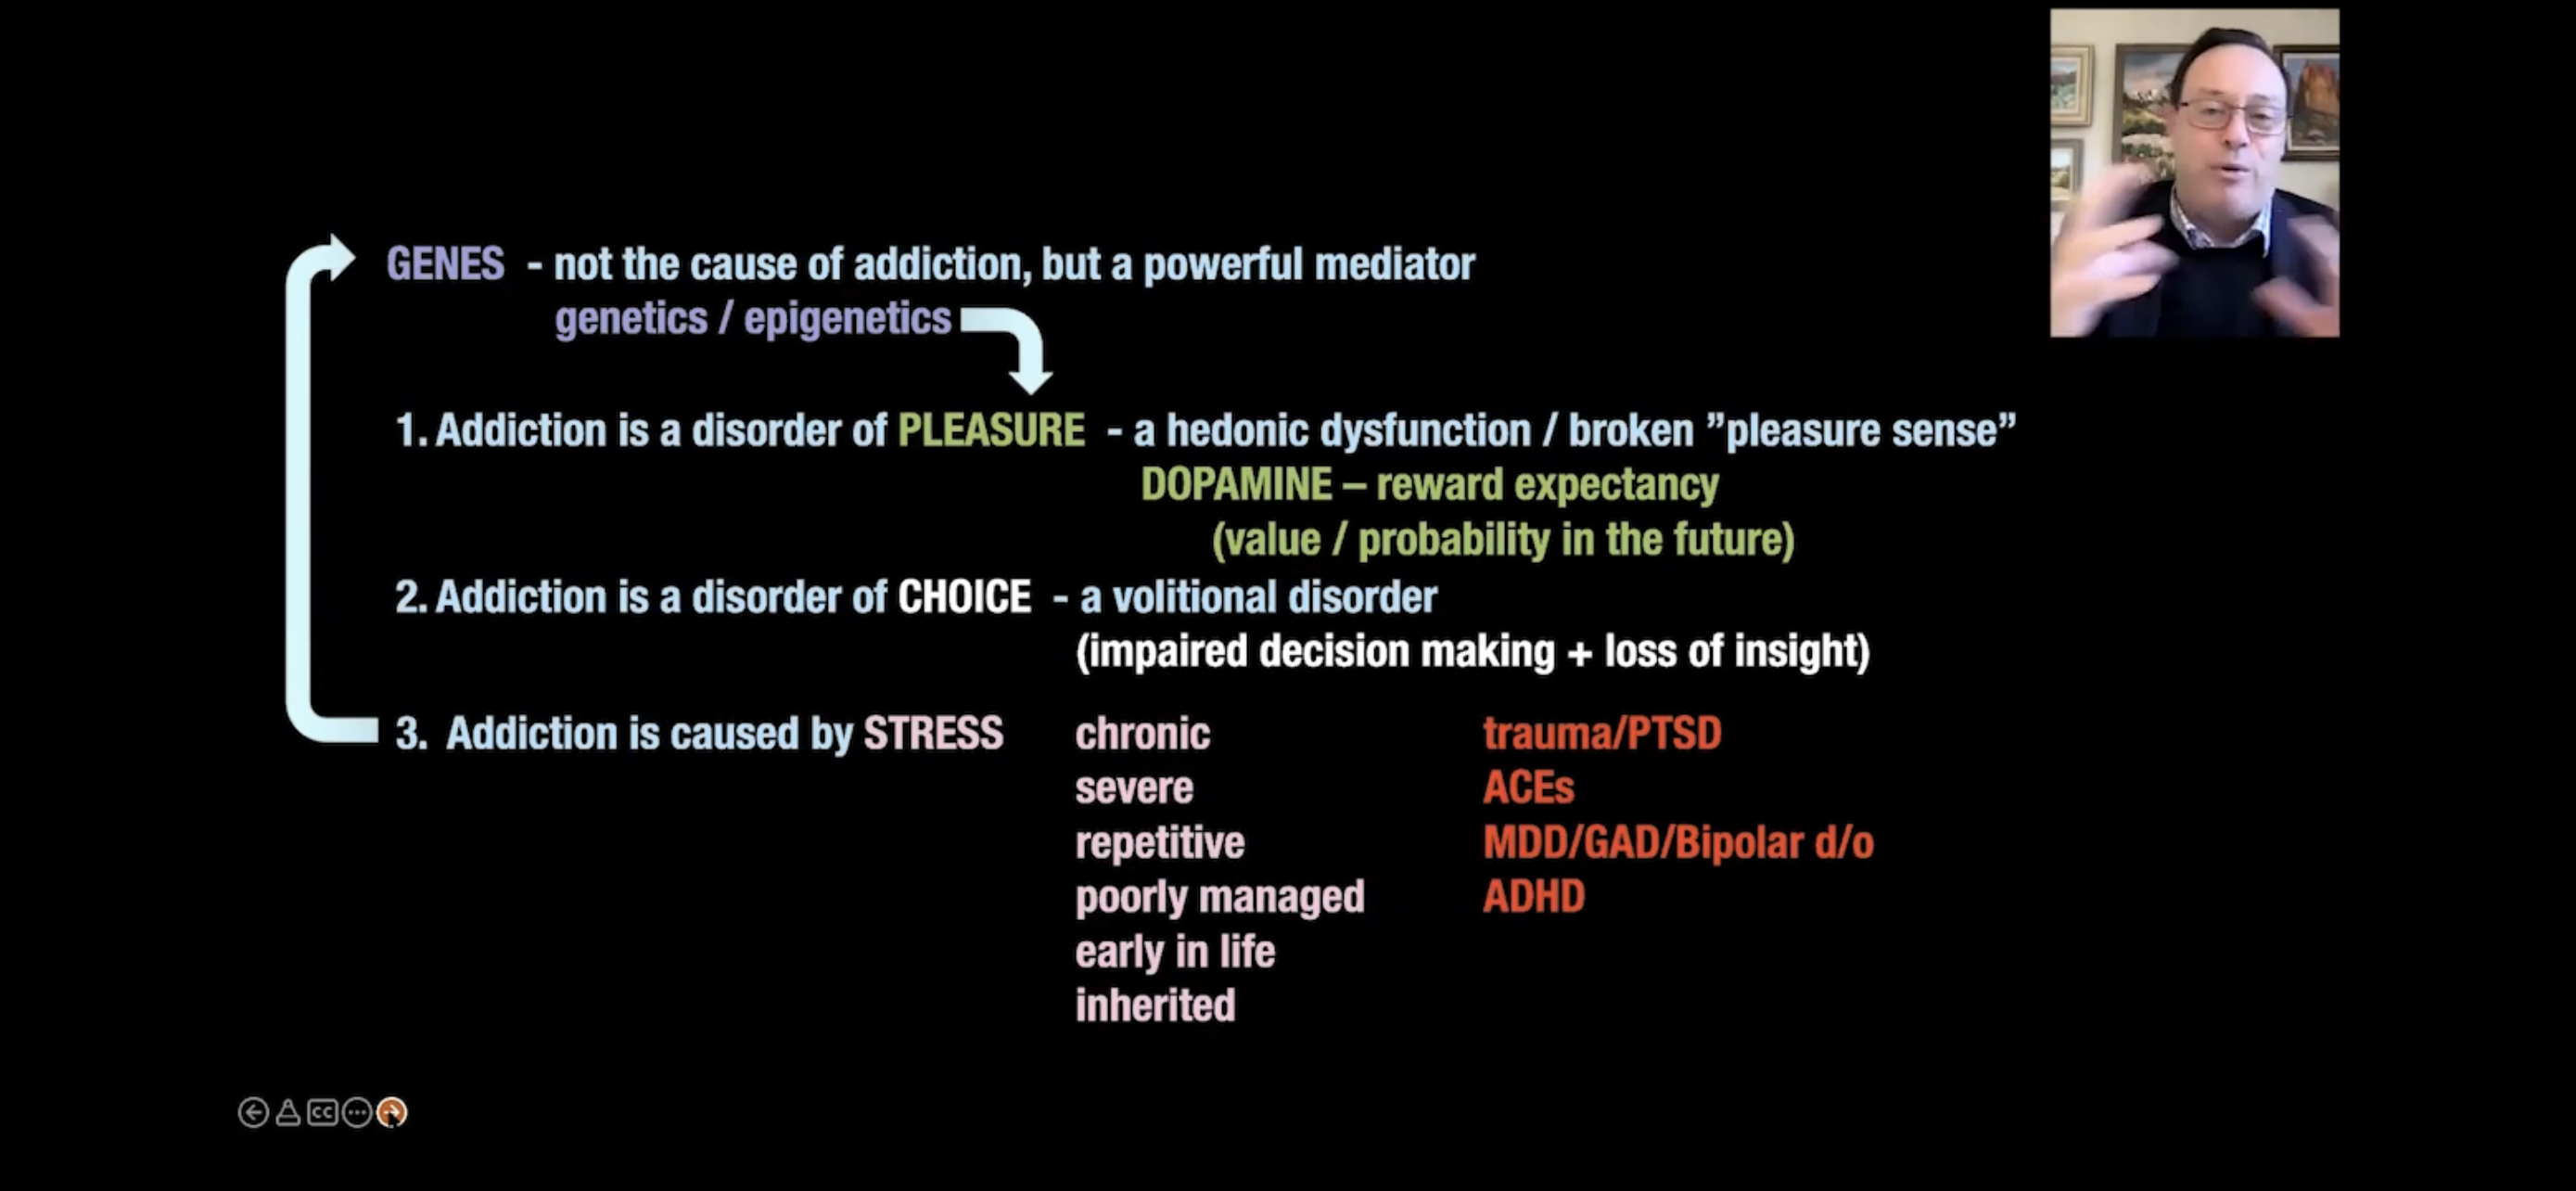 GENES - not the cause of addiction, but a powerful mediator
genetics / epigenetics
1. Addiction is a disorder of PLEASURE - a hedonic dysfunction / broken ”pleasure sense”
DOPAMINE – reward expectancy
(value / probability in the future)
2. Addiction is a disorder of CHOICE - a volitional disorder
(impaired decision making + loss of insight)
3. Addiction is caused by STRESS chronic trauma/PTSD
severe ACEs
repetitive MDD/GAD/Bipolar d/o
poorly managed ADHD
early in life
inherited
CC